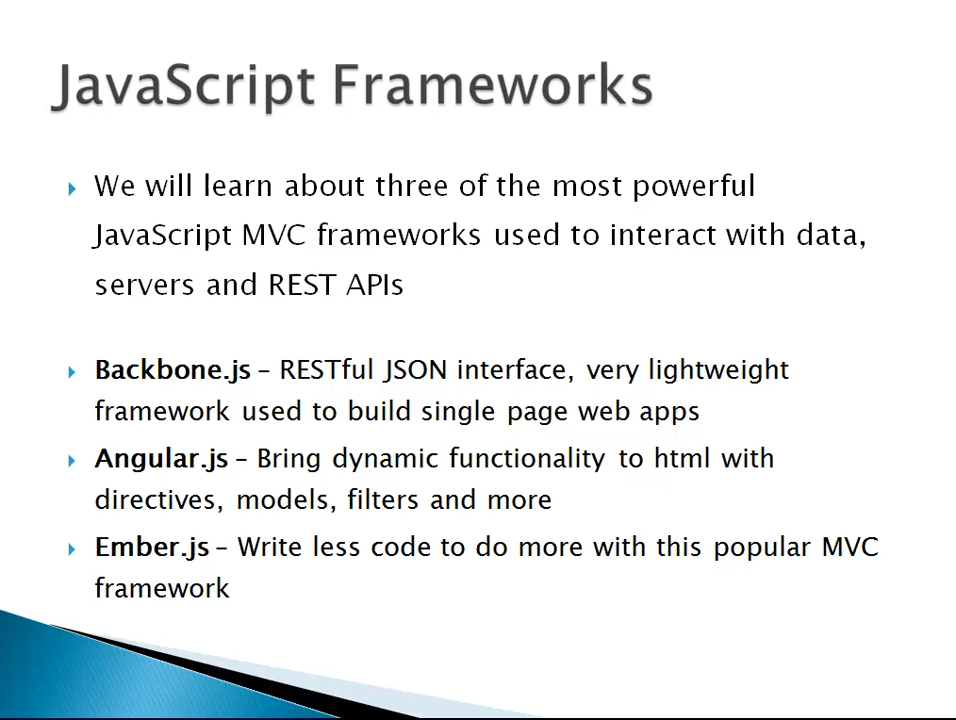 JavaScript Frameworks
We will learn about three of the most powerful
JavaScript MVC frameworks used to interact with data,
servers and REST APIs
Backbone.js – RESTful JSON interface, very lightweight
framework used to build single page web apps
Angular.js – Bring dynamic functionality to html with
directives, models, filters and more
Ember.js – Write less code to do more with this popular MVC
framework